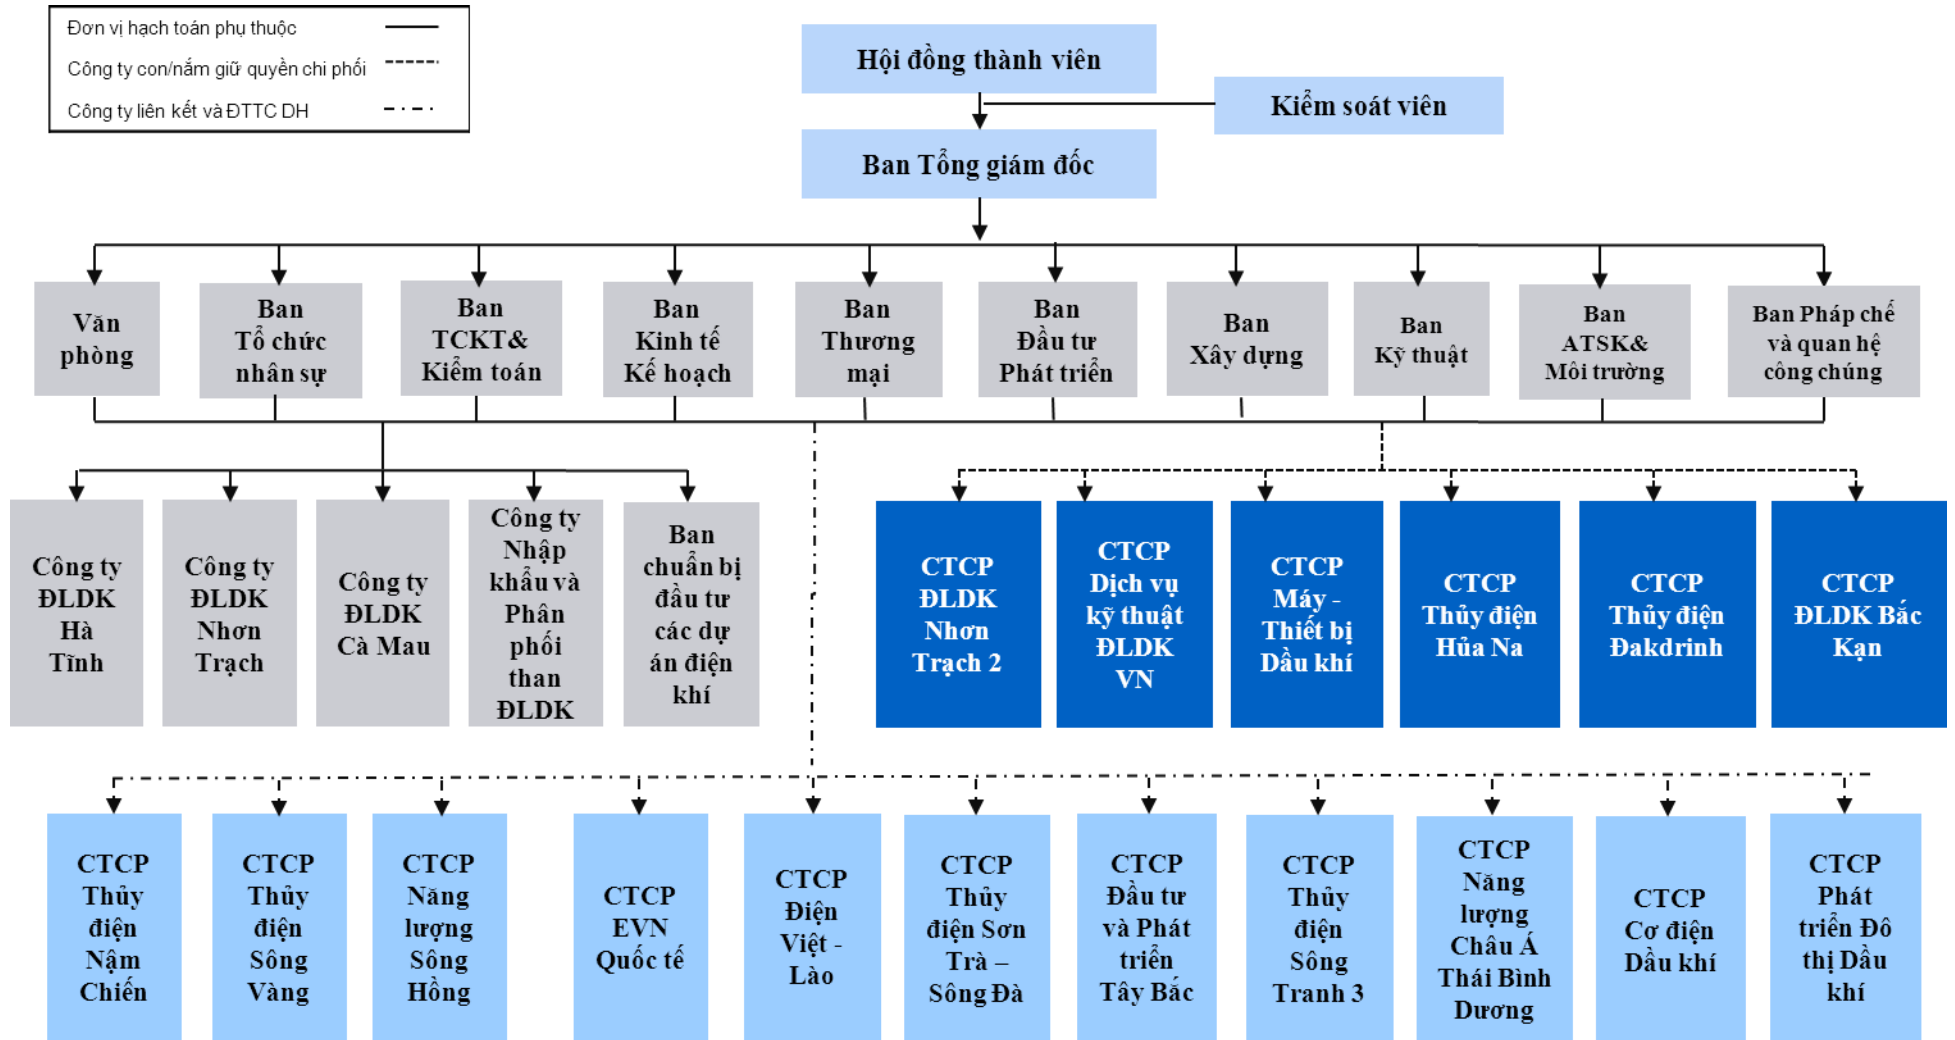 Đơn vị hạch toán phụ thuộc
Công ty con/nắm giữ quyền chi phối
Công ty liên kết và ĐTTC DH
Hội đồng thành viên
Kiểm soát viên
Ban Tổng giám đốc
Văn
phòng
Ban
Tổ chức
nhân sự
Ban
TCKT&
Kiểm toán
Ban
Kinh tế
Kế hoạch
Ban
Thương
mại
Ban
Đầu tư
Phát triển
Ban
Xây dựng
Ban
Kỹ thuật
Ban
ATSK&
Môi trường
Ban Pháp chế
và quan hệ
công chúng
Công ty
ĐLDK
Hà
Tĩnh
Công ty
ĐLDK
Nhơn
Trạch
Công ty
ĐLDK
Cà Mau
Công ty
Nhập
khẩu và
Phân
phối
than
ĐLDK
Ban
chuẩn bị
đầu tư
các dự
án điện
khí
CTCP
ĐLDK
Nhơn
Trạch 2
CTCP
Dịch vụ
kỹ thuật
ĐLDK
VN
CTCP
Máy -
Thiết bị
Dầu khí
CTCP
Thủy điện
Hủa Na
CTCP
Thủy điện
Đakdrinh
CTCP
ĐLDK Bắc
Kạn
CTCP
Thủy
điện
Nậm
Chiến
CTCP
Thủy
điện
Sông
Vàng
CTCP
Năng
lượng
Sông
Hồng
CTCP
EVN
Quốc tế
CTCP
Điện
Việt -
Lào
CTCP
Thủy
điện Sơn
Trà –
Sông Đà
CTCP
Đầu tư
và Phát
triển
Tây Bắc
CTCP
Thủy
điện
Sông
Tranh 3
CTCP
Năng
lượng
Châu Á
Thái Bình
Dương
CTCP
Cơ điện
Dầu khí
CTCP
Phát
triển Đô
thị Dầu
khí